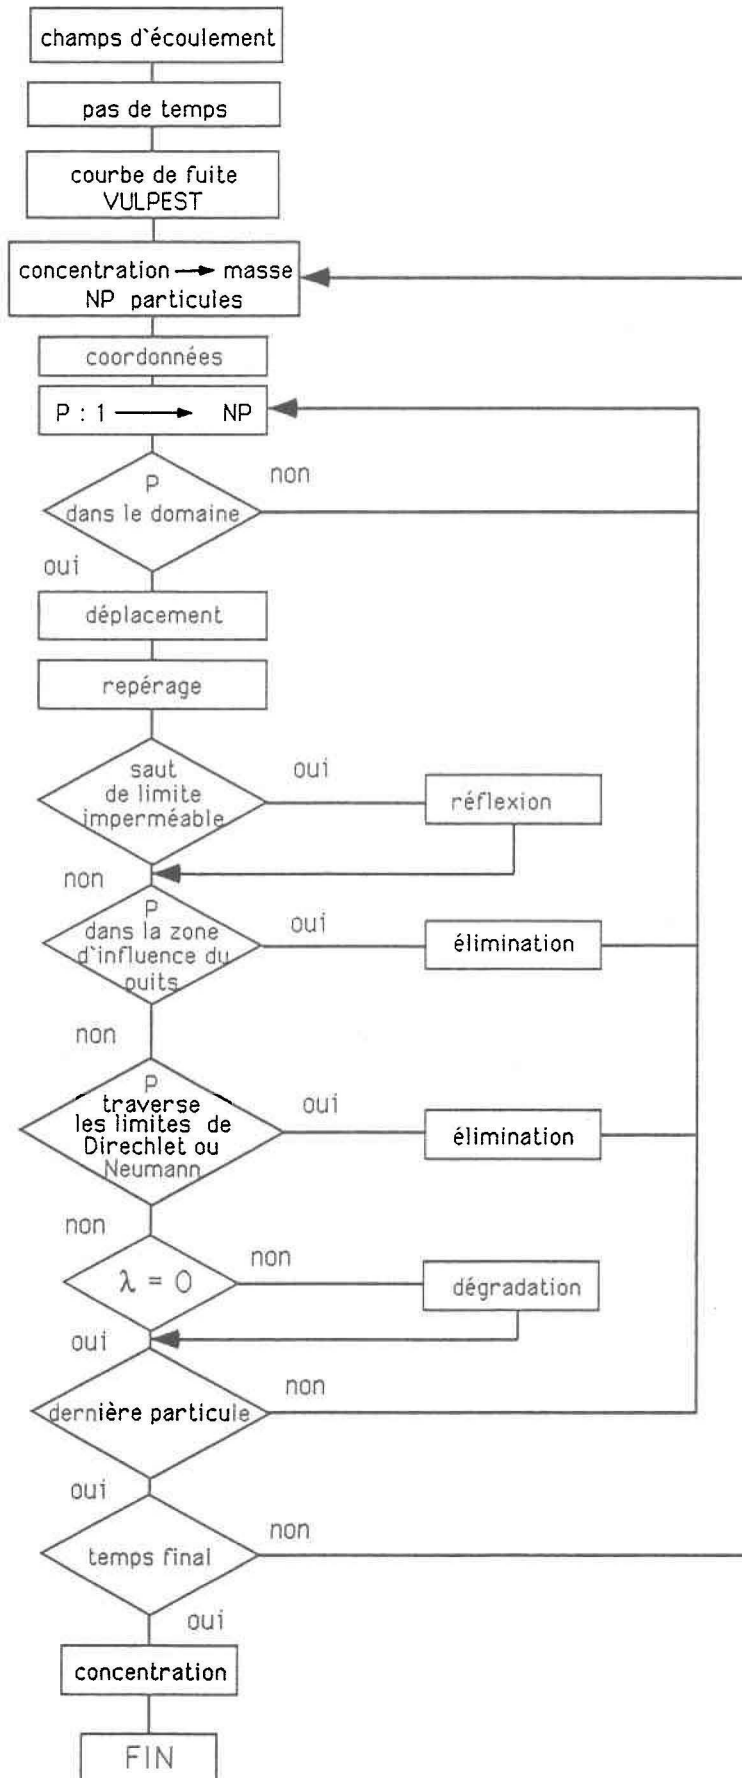 champs d`écoulement
pas de temps
courbe de fuite
VULPEST
concentration → masse
NP particules
coordonnées
P : 1 → NP
P
dans le domaine
non
oui
déplacement
repérage
saut
de limite
imperméable
oui
réflexion
non
P
dans la zone
d`influence du
puits
oui
élimination
non
P
traverse
les limites de
Direchlet ou
Neumann
oui
élimination
non
λ = 0
non
dégradation
oui
dernière particule
non
oui
temps final
non
oui
concentration
FIN